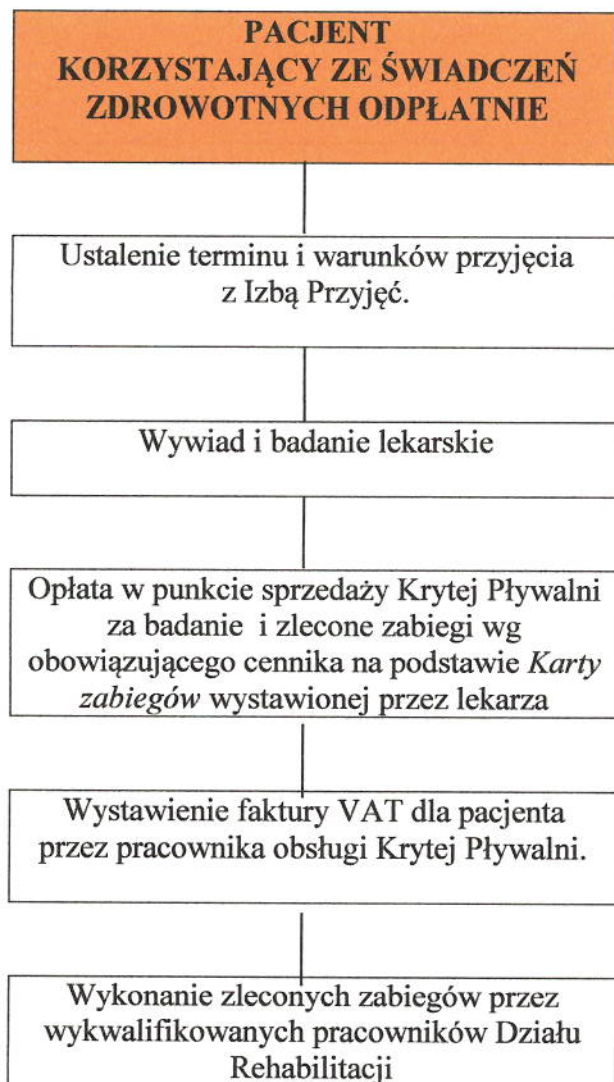 PACJENT
KORZYSTAJĄCY ZE ŚWIADCZEŃ
ZDROWOTNYCH ODPŁATNIE
Ustalenie terminu i warunków przyjęcia
z Izbą Przyjęć.
Wywiad i badanie lekarskie
Opłata w punkcie sprzedaży Krytej Pływalni
za badanie i zlecone zabiegi wg
obowiązującego cennika na podstawie Karty
zabiegów wystawionej przez lekarza
Wystawienie faktury VAT dla pacjenta
przez pracownika obsługi Krytej Pływalni.
Wykonanie zleconych zabiegów przez
wykwalifikowanych pracowników Działu
Rehabilitacji